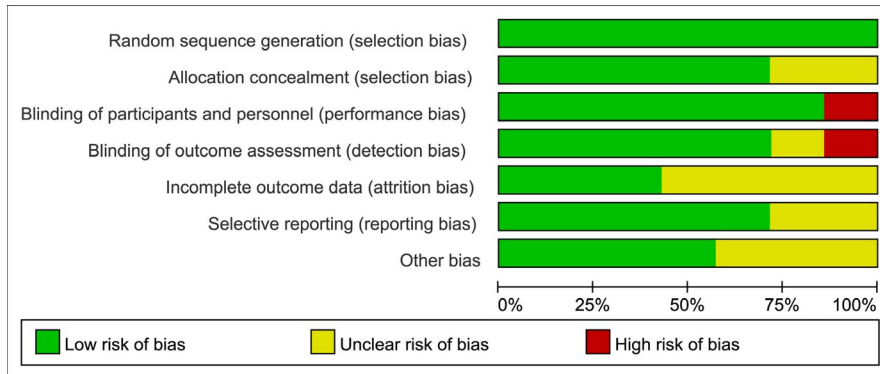 Random sequence generation (selection bias)
Allocation concealment (selection bias)
Blinding of participants and personnel (performance bias)
Blinding of outcome assessment (detection bias)
Incomplete outcome data (attrition bias)
Selective reporting (reporting bias)
Other bias
0% 25% 50% 75% 100%
Low risk of bias Unclear risk of bias High risk of bias